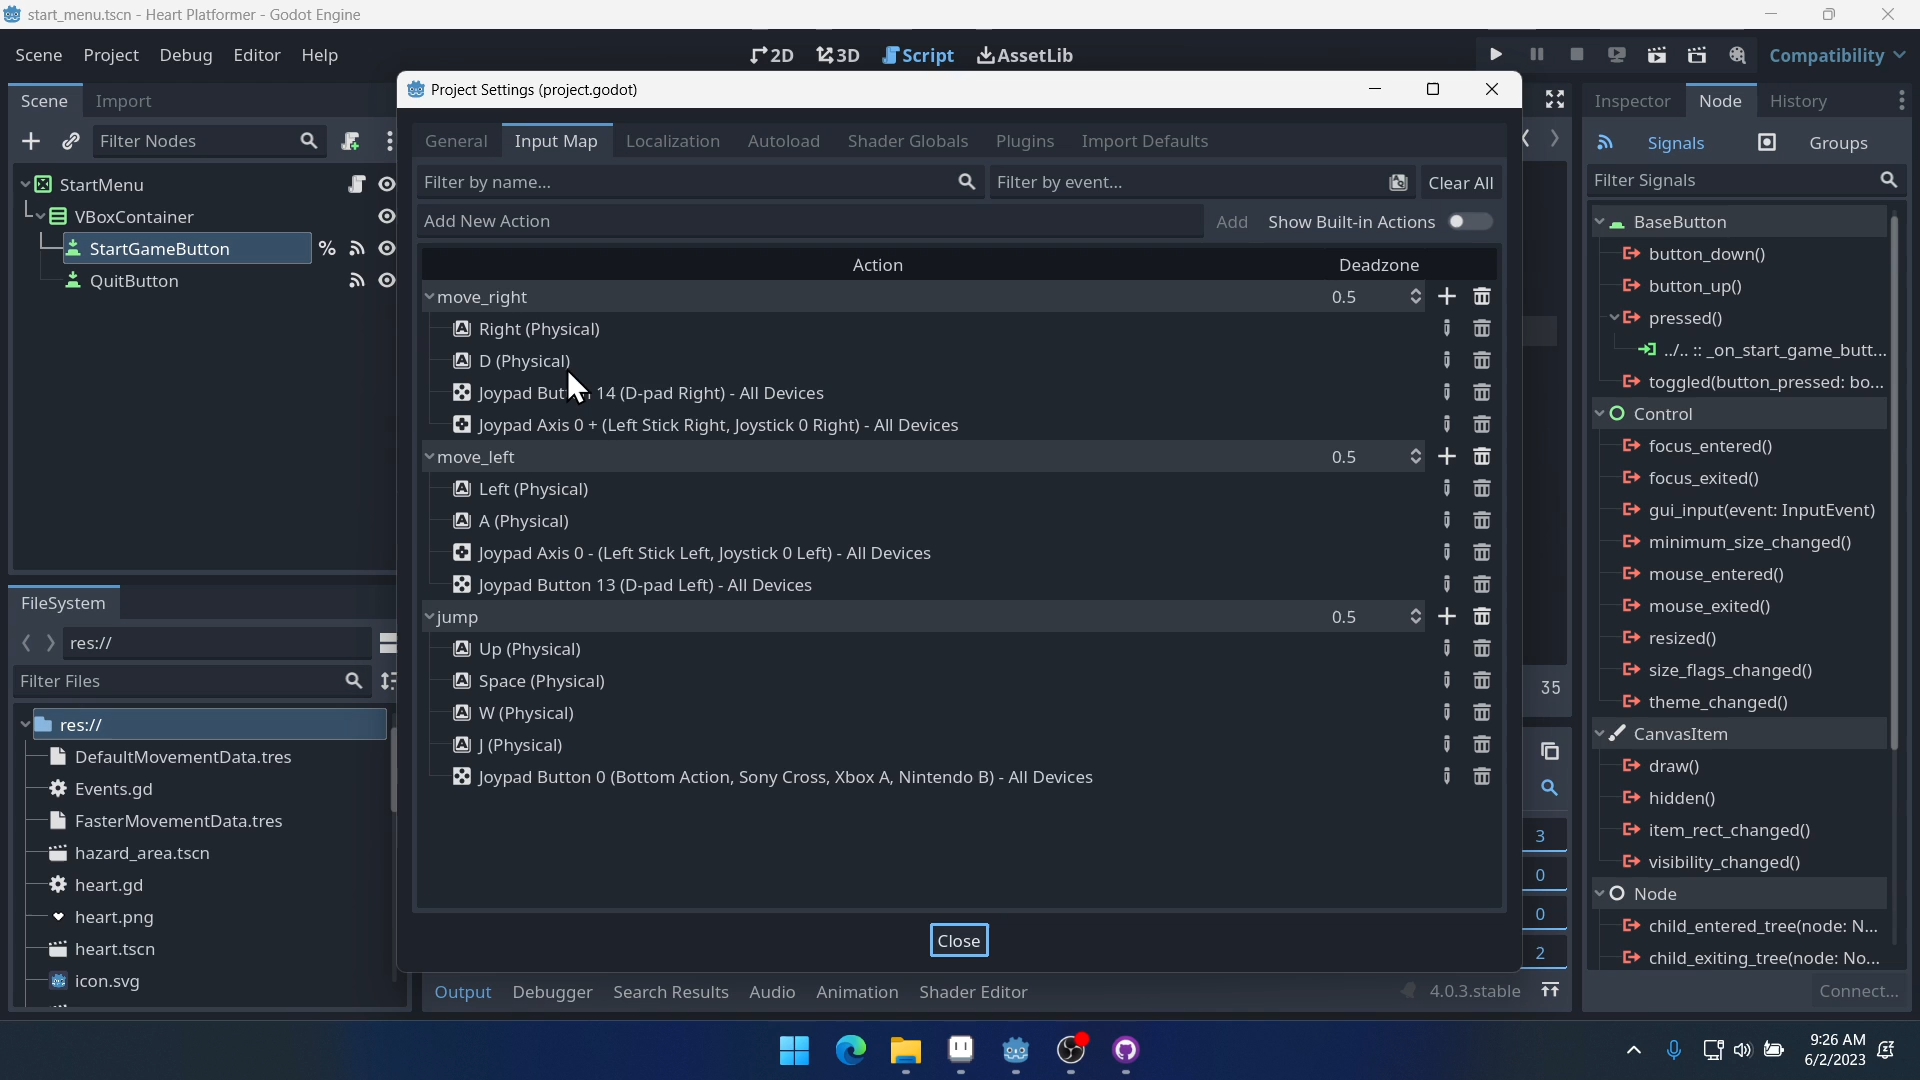 start_menu.tscn - Heart Platformer - Godot Engine
Scene Project Debug Editor Help
2D 3D Script AssetLib
Compatibility
Scene Import
Filter Nodes
StartMenu
VBoxContainer
StartGameButton %
QuitButton
FileSystem
res://
Filter Files
res://
DefaultMovementData.tres
Events.gd
FasterMovementData.tres
hazard_area.tscn
heart.gd
heart.png
heart.tscn
icon.svg
Project Settings (project.godot)
General Input Map Localization Autoload Shader Globals Plugins Import Defaults
Filter by name... Filter by event... Clear All
Add New Action Add Show Built-in Actions
Action Deadzone
move_right 0.5
Right (Physical)
D (Physical)
Joypad 14 (D-pad Right) - All Devices
Joypad Axis 0 + (Left Stick Right, Joystick 0 Right) - All Devices
move_left 0.5
Left (Physical)
A (Physical)
Joypad Axis 0 - (Left Stick Left, Joystick 0 Left) - All Devices
Joypad Button 13 (D-pad Left) - All Devices
jump 0.5
Up (Physical)
Space (Physical)
W (Physical)
J (Physical)
Joypad Button 0 (Bottom Action, Sony Cross, Xbox A, Nintendo B) - All Devices
Close
35
3
0
0
2
Output Debugger Search Results Audio Animation Shader Editor
4.0.3.stable
Inspector Node History
Signals Groups
Filter Signals
BaseButton
button_down()
button_up()
pressed()
../.. :: _on_start_game_butt...
toggled(button_pressed: bo...
Control
focus_entered()
focus_exited()
gui_input(event: InputEvent)
minimum_size_changed()
mouse_entered()
mouse_exited()
resized()
size_flags_changed()
theme_changed()
CanvasItem
draw()
hidden()
item_rect_changed()
visibility_changed()
Node
child_entered_tree(node: N...
child_exiting_tree(node: No...
Connect...
9:26 AM
6/2/2023